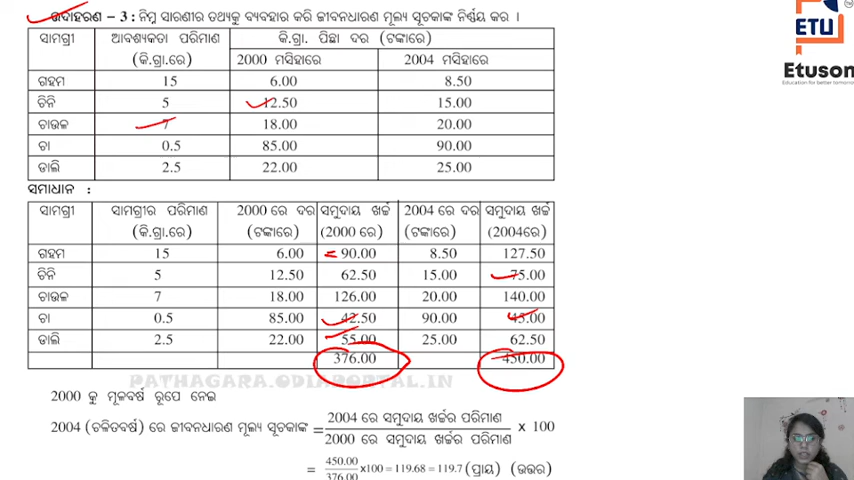 ଉଦାହରଣ – 3 : ନିମ୍ନ ସାରଣୀର ତଥ୍ୟକୁ ବ୍ୟବହାର କରି ଜୀବନଧାରଣ ମୂଲ୍ୟ ସୂଚକାଙ୍କ ନିର୍ଣ୍ଣୟ କର ।
ETU
TM
Etuson
Education for better tomorrow
ସାମଗ୍ରୀ ଆବଶ୍ୟକତା ପରିମାଣ କି.ଗ୍ରା. ପିଛା ଦର (ଟଙ୍କାରେ)
(କି.ଗ୍ରା.ରେ) 2000 ମସିହାରେ 2004 ମସିହାରେ
ଗହମ 15 6.00 8.50
ଚିନି 5 12.50 15.00
ଚାଉଳ 7 18.00 20.00
ଚା 0.5 85.00 90.00
ଡାଲି 2.5 22.00 25.00
ସମାଧାନ :
ସାମଗ୍ରୀ ସାମଗ୍ରୀର ପରିମାଣ 2000 ରେ ଦର ସମୁଦାୟ ଖର୍ଚ୍ଚ 2004 ରେ ଦର ସମୁଦାୟ ଖର୍ଚ୍ଚ
(କି.ଗ୍ରା.ରେ) (ଟଙ୍କାରେ) (2000 ରେ) (ଟଙ୍କାରେ) (2004ରେ)
ଗହମ 15 6.00 90.00 8.50 127.50
ଚିନି 5 12.50 62.50 15.00 75.00
ଚାଉଳ 7 18.00 126.00 20.00 140.00
ଚା 0.5 85.00 42.50 90.00 45.00
ଡାଲି 2.5 22.00 55.00 25.00 62.50
376.00 450.00
PATHAGARA.ODIAPORTAL.IN
2000 କୁ ମୂଳବର୍ଷ ରୂପେ ନେଇ
2004 (ଚଳିତବର୍ଷ) ରେ ଜୀବନଧାରଣ ମୂଲ୍ୟ ସୂଚକାଙ୍କ = 2004 ରେ ସମୁଦାୟ ଖର୍ଚ୍ଚର ପରିମାଣ × 100
2000 ରେ ସମୁଦାୟ ଖର୍ଚ୍ଚର ପରିମାଣ
= 450.00 x100 = 119.68 = 119.7 (ପ୍ରାୟ) (ଉତ୍ତର)
376.00